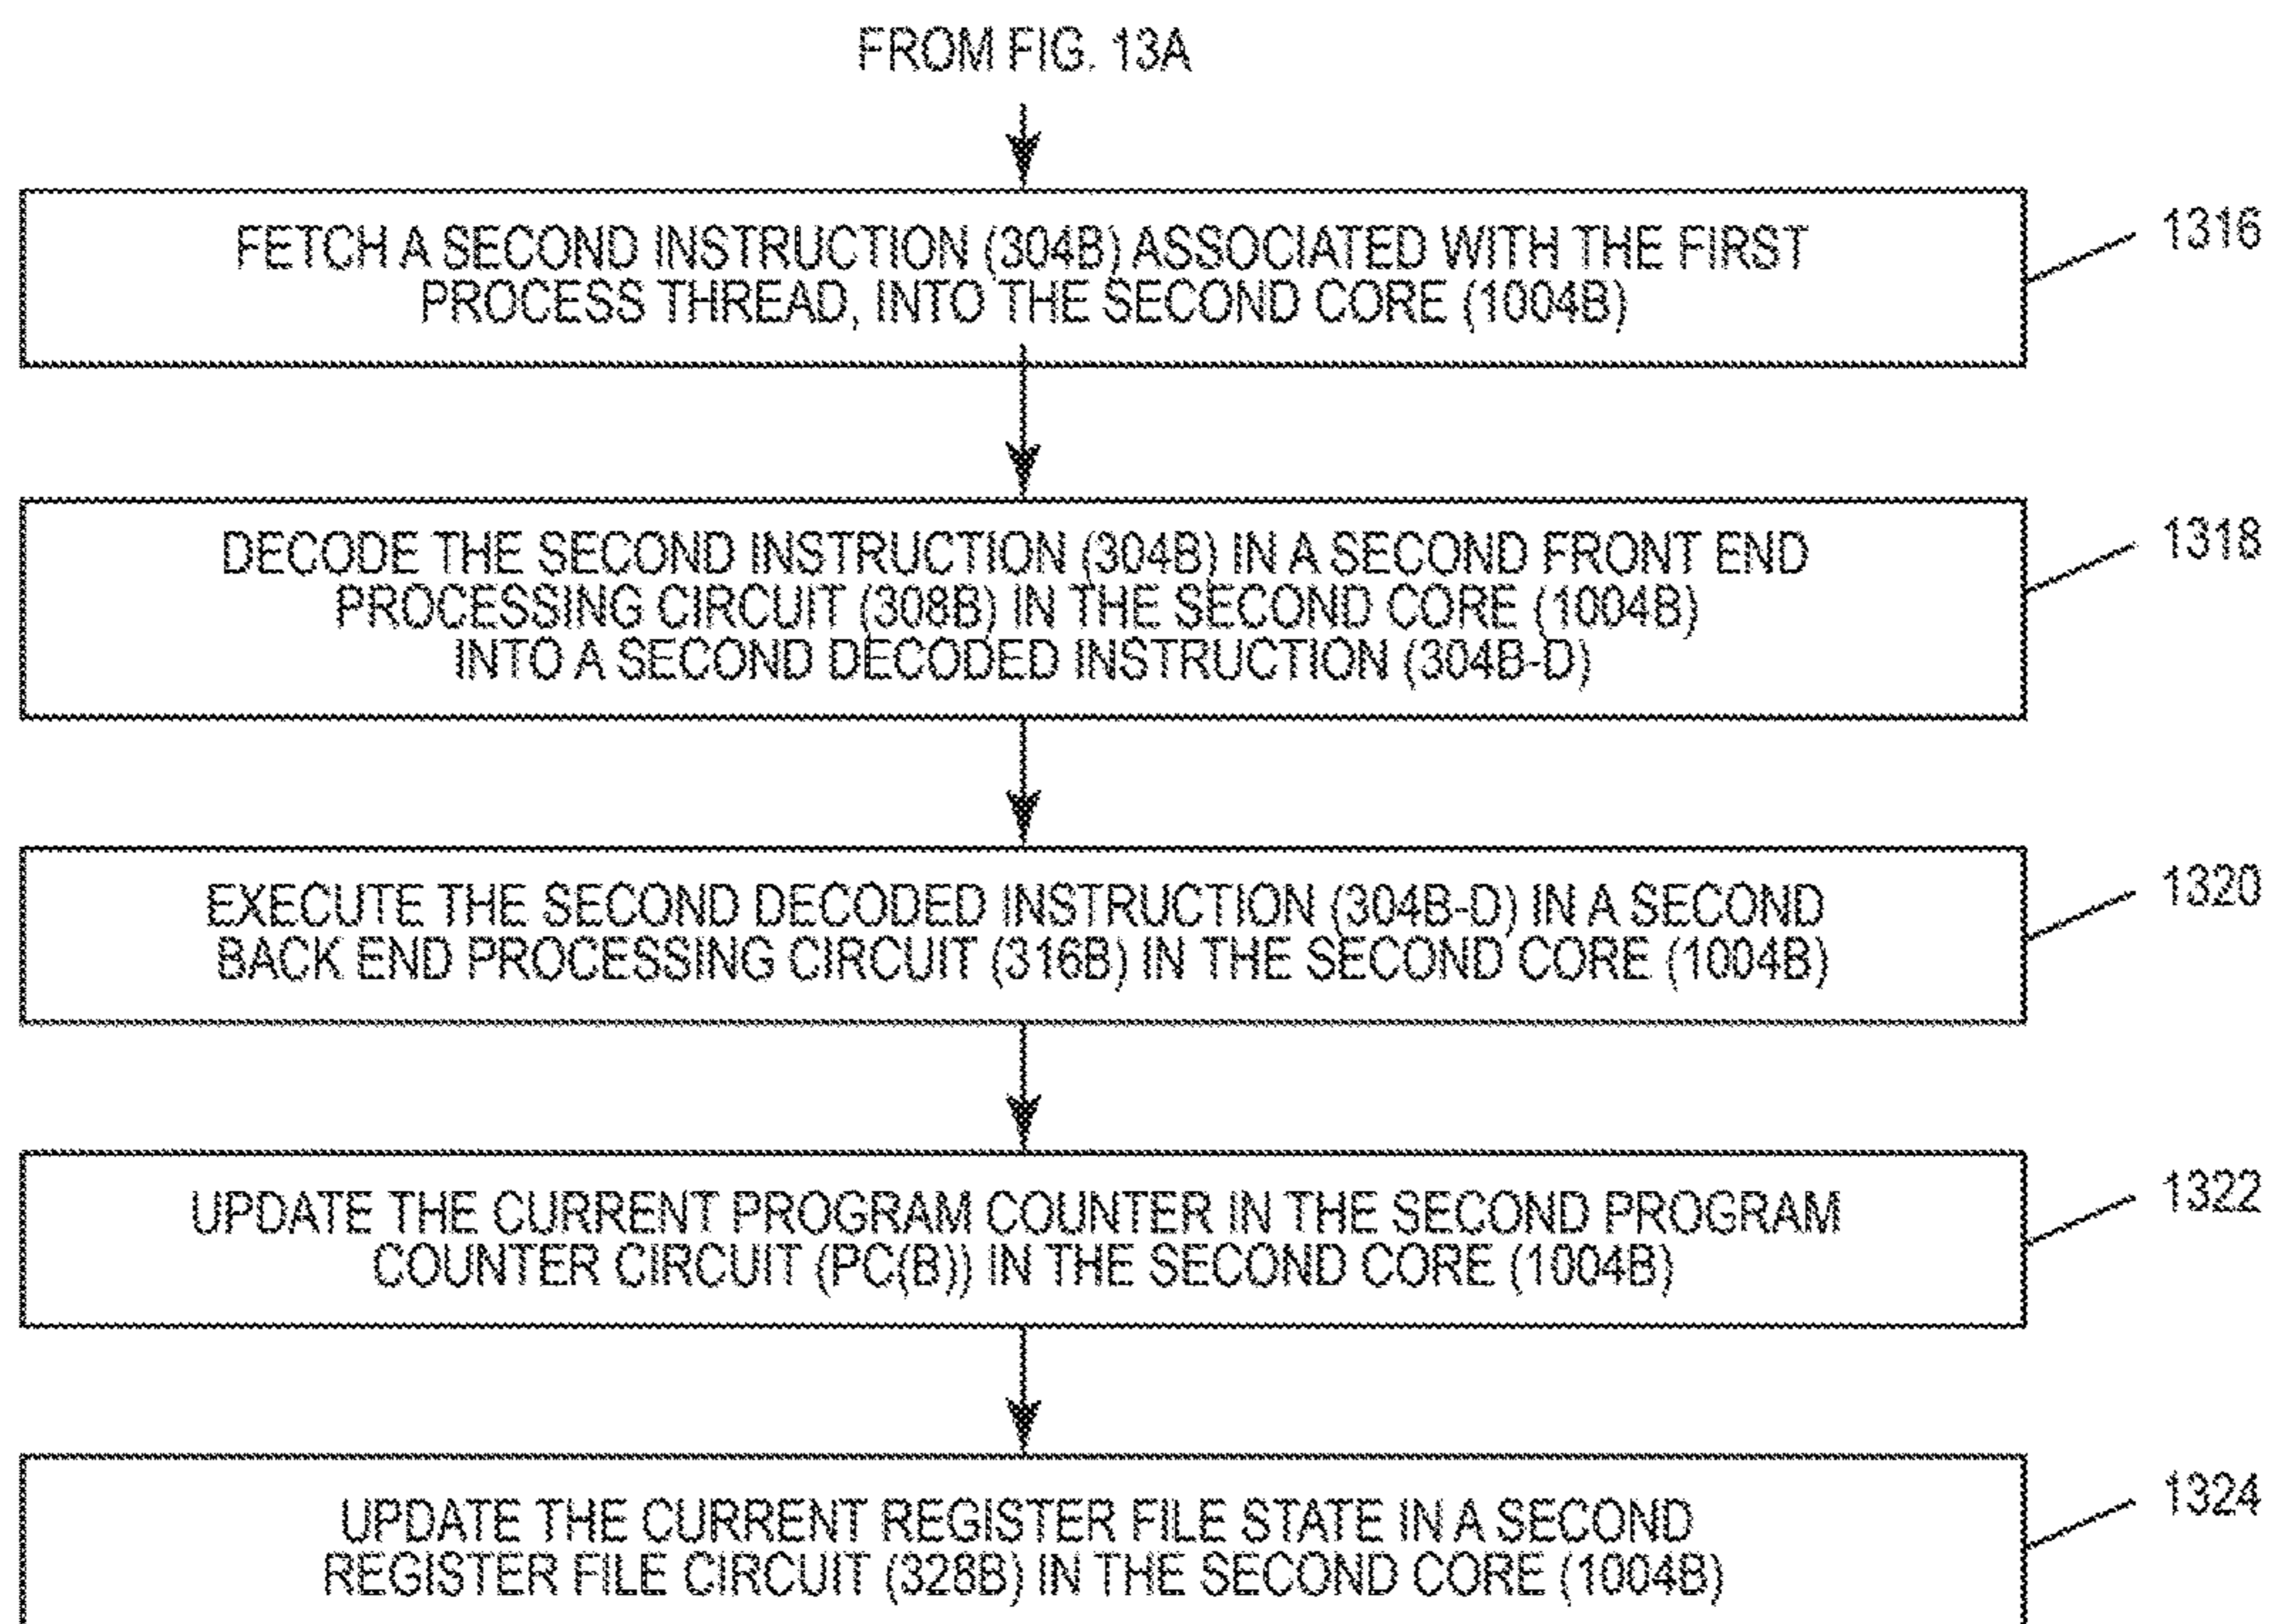 FROM FIG. 13A
FETCH A SECOND INSTRUCTION (304B) ASSOCIATED WITH THE FIRST
PROCESS THREAD, INTO THE SECOND CORE (1004B)
1316
DECODE THE SECOND INSTRUCTION (304B) IN A SECOND FRONT END
PROCESSING CIRCUIT (308B) IN THE SECOND CORE (1004B)
INTO A SECOND DECODED INSTRUCTION (304B-D)
1318
EXECUTE THE SECOND DECODED INSTRUCTION (304B-D) IN A SECOND
BACK END PROCESSING CIRCUIT (316B) IN THE SECOND CORE (1004B)
1320
UPDATE THE CURRENT PROGRAM COUNTER IN THE SECOND PROGRAM
COUNTER CIRCUIT (PC(B)) IN THE SECOND CORE (1004B)
1322
UPDATE THE CURRENT REGISTER FILE STATE IN A SECOND
REGISTER FILE CIRCUIT (328B) IN THE SECOND CORE (1004B)
1324